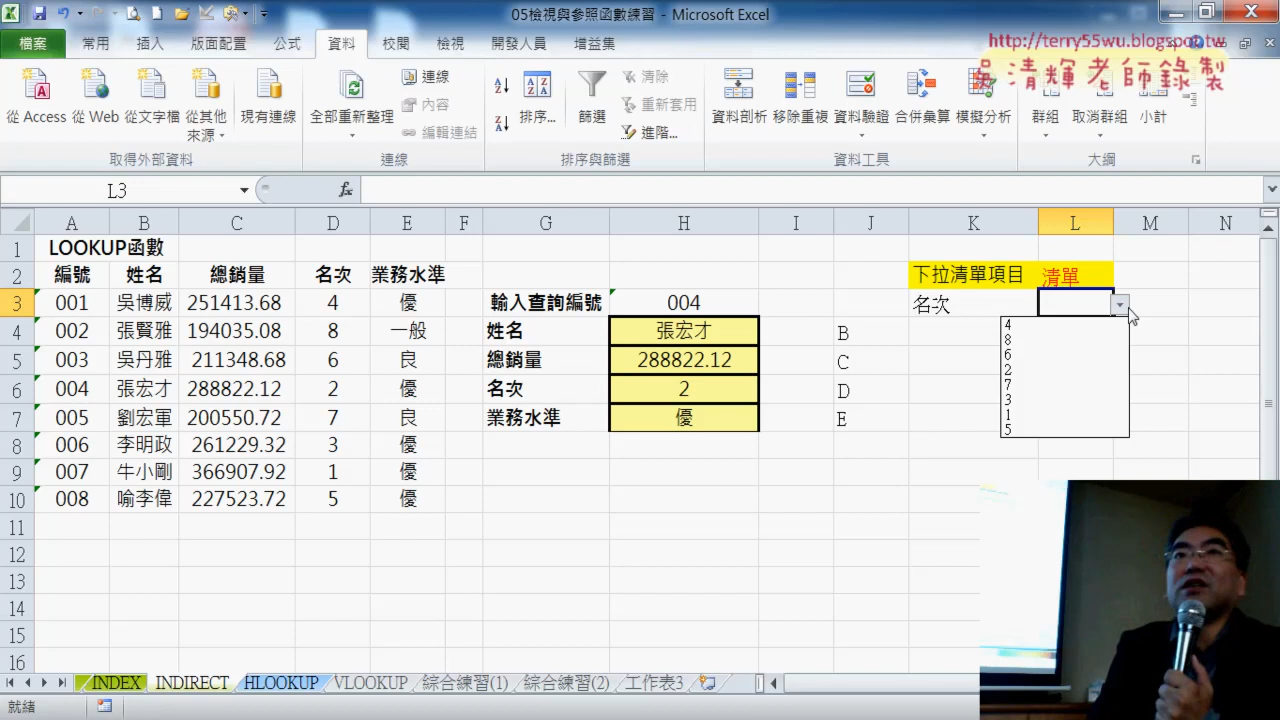 05檢視與參照函數練習 - Microsoft Excel
http://terry55wu.blogspot.tw
吳清輝老師錄製
檔案 常用 插入 版面配置 公式 資料 校閱 檢視 開發人員 增益集
從 Access 從 Web 從文字檔 從其他來源 現有連線 全部重新整理 連線 內容 編輯連結 排序... 篩選 清除 重新套用 進階... 資料剖析 移除重複 資料驗證 合併彙算 模擬分析 群組 取消群組 小計
取得外部資料 連線 排序與篩選 資料工具 大綱
L3 fx
A B C D E F G H I J K L M N
1 LOOKUP函數
2 編號 姓名 總銷量 名次 業務水準 下拉清單項目 清單
3 001 吳博威 251413.68 4 優 輸入查詢編號 004 名次
4 002 張賢雅 194035.08 8 一般 姓名 張宏才 B
5 003 吳丹雅 211348.68 6 良 總銷量 288822.12 C
6 004 張宏才 288822.12 2 優 名次 2 D
7 005 劉宏軍 200550.72 7 良 業務水準 優 E
8 006 李明政 261229.32 3 優
9 007 牛小剛 366907.92 1 優
10 008 喻李偉 227523.72 5 優
4
8
6
2
7
3
1
5
11
12
13
14
15
16
INDEX INDIRECT HLOOKUP VLOOKUP 綜合練習(1) 綜合練習(2) 工作表3
就緒